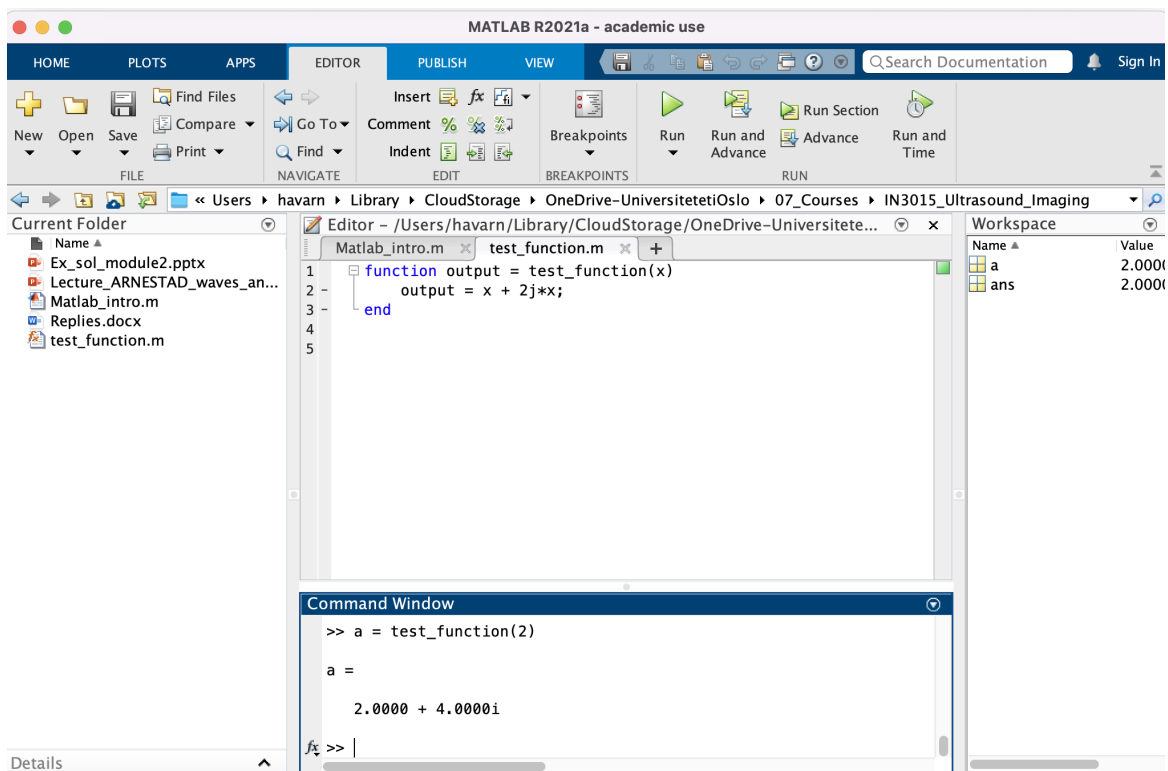 MATLAB R2021a - academic use
HOME PLOTS APPS EDITOR PUBLISH VIEW Search Documentation Sign In
New Open Save Find Files Compare Print
FILE
Go To Find
NAVIGATE
Insert fx
Comment %
Indent
EDIT
Breakpoints
BREAKPOINTS
Run Run and Advance Run Section Advance Run and Time
RUN
« Users havarn Library CloudStorage OneDrive-UniversitetetiOslo 07_Courses IN3015_Ultrasound_Imaging
Current Folder
Name
Ex_sol_module2.pptx
Lecture_ARNESTAD_waves_an...
Matlab_intro.m
Replies.docx
test_function.m
Details
Editor – /Users/havarn/Library/CloudStorage/OneDrive-Universitete...
Matlab_intro.m test_function.m +
1 function output = test_function(x)
2 - output = x + 2j*x;
3 - end
4
5
Command Window
>> a = test_function(2)
a =
2.0000 + 4.0000i
fx >>
Workspace
Name Value
a 2.0000
ans 2.0000